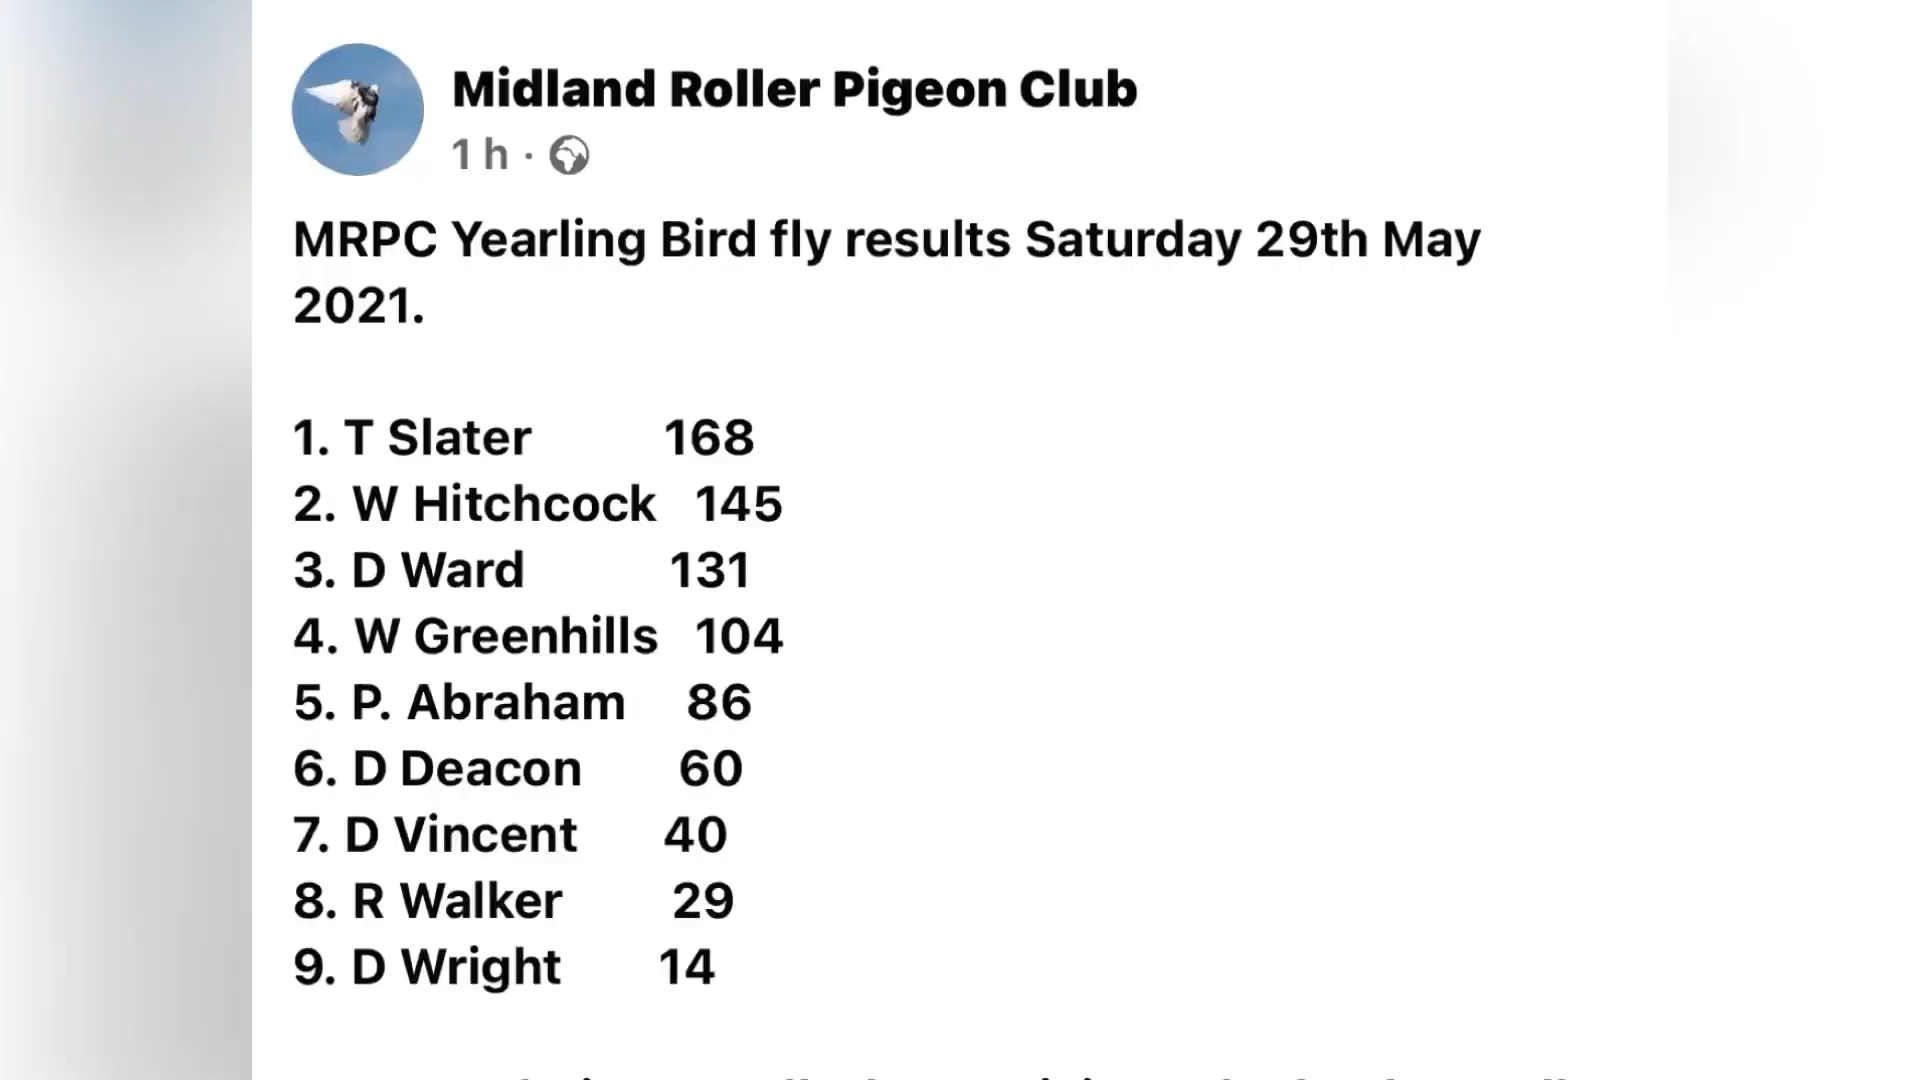 Midland Roller Pigeon Club
1 h ·
MRPC Yearling Bird fly results Saturday 29th May
2021.
1. T Slater 168
2. W Hitchcock 145
3. D Ward 131
4. W Greenhills 104
5. P. Abraham 86
6. D Deacon 60
7. D Vincent 40
8. R Walker 29
9. D Wright 14